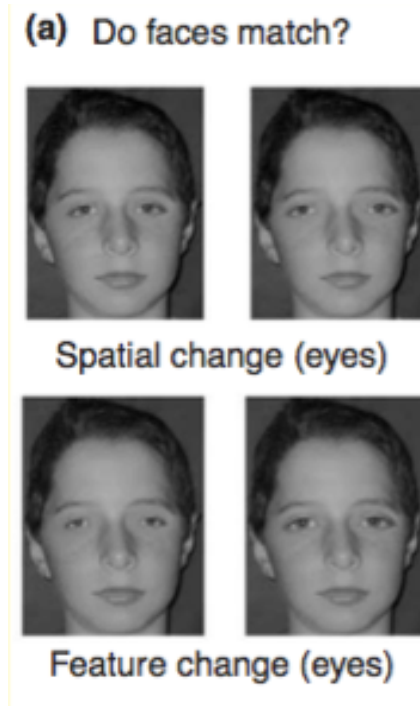 (a) Do faces match?
Spatial change (eyes)
Feature change (eyes)